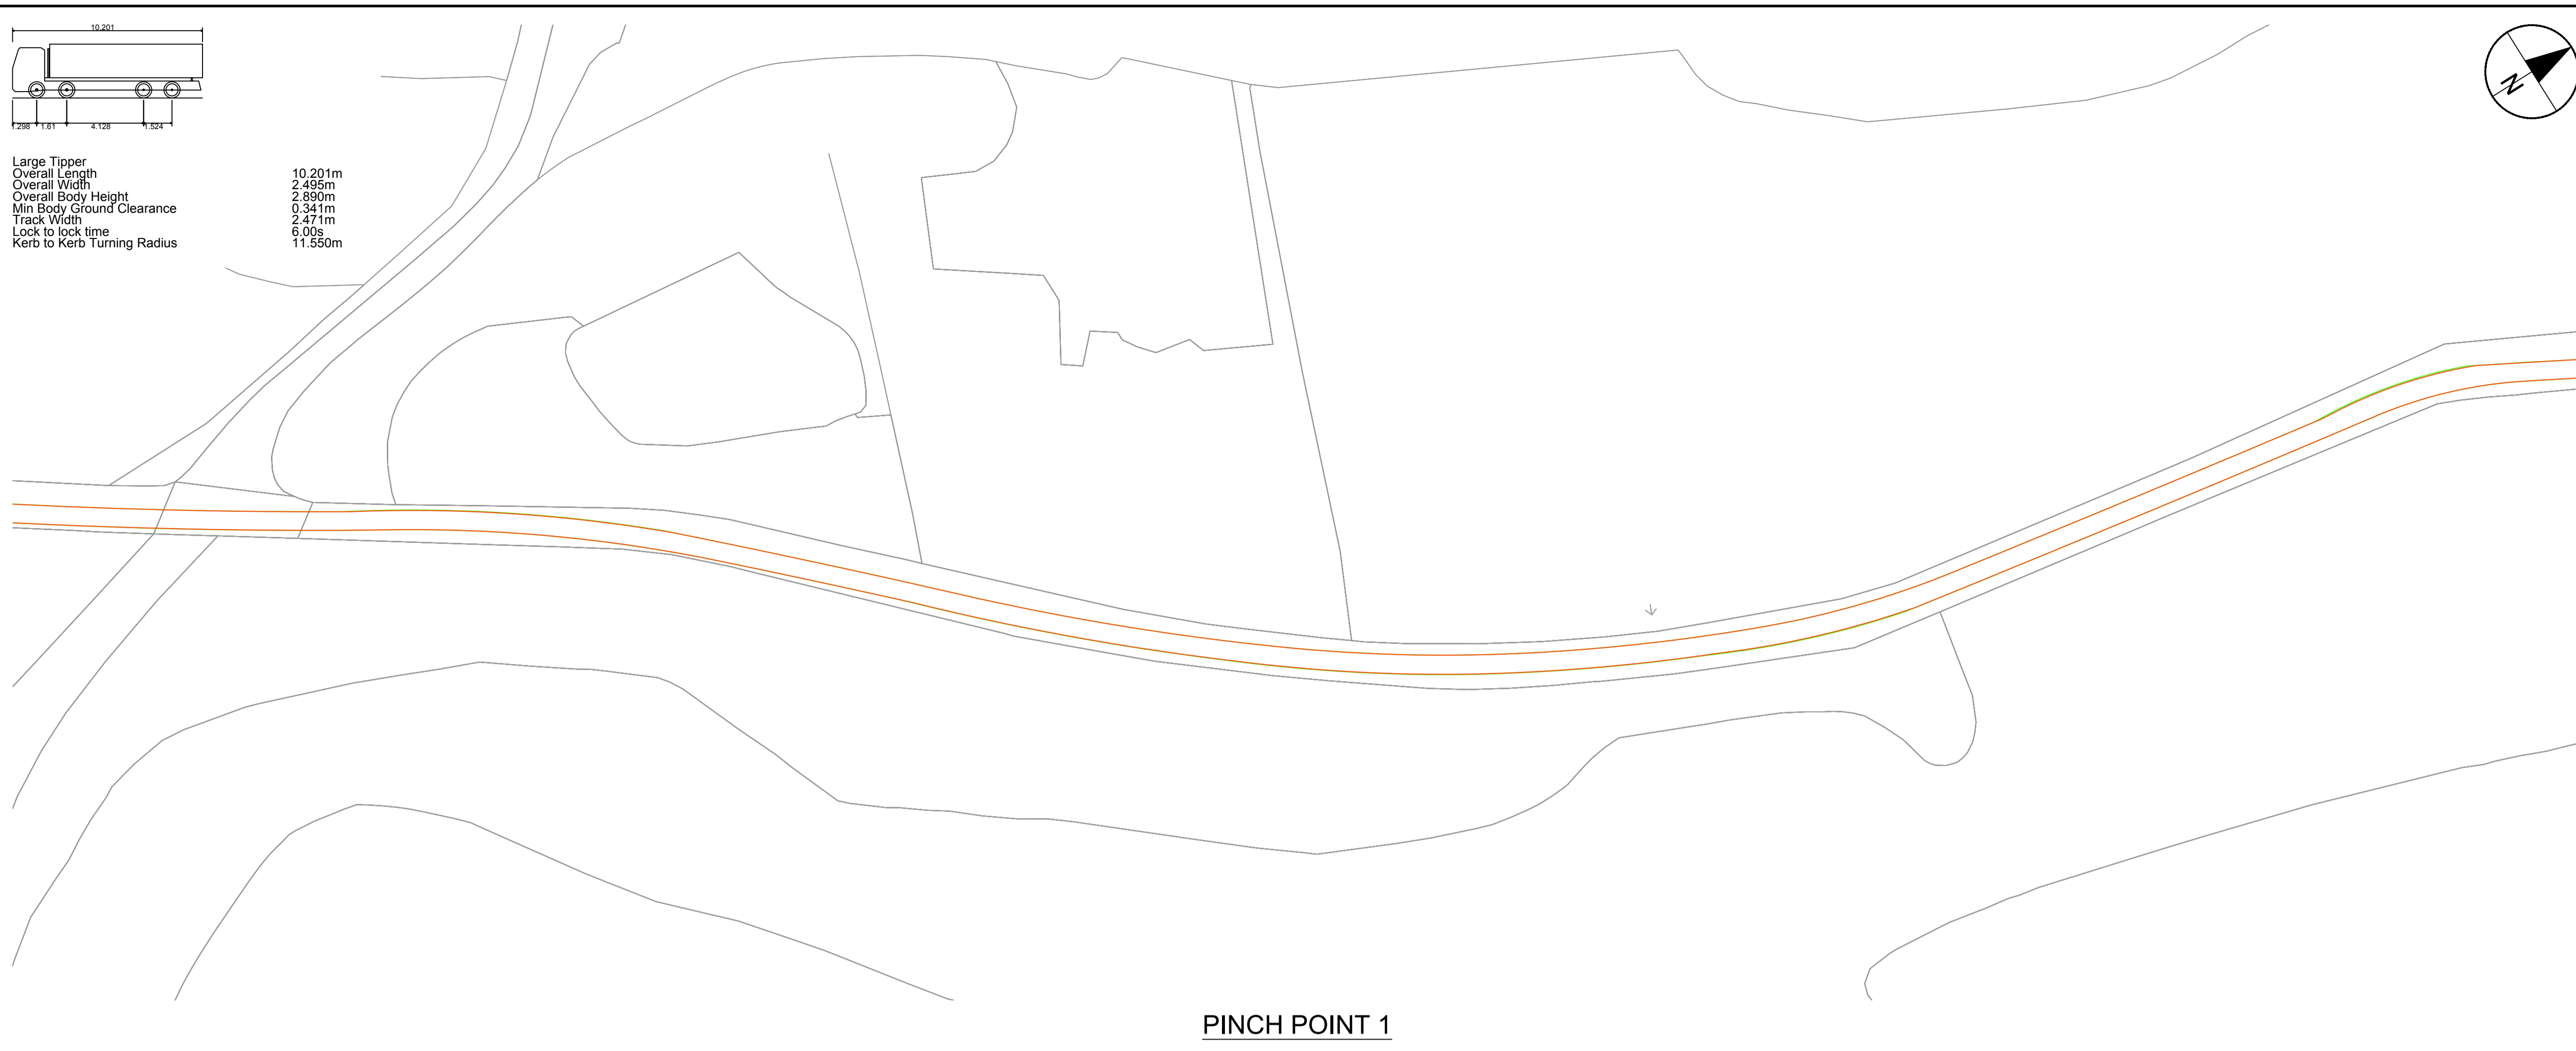 10.201
1.298 1.61 4.128 1.524
Large Tipper
Overall Length 10.201m
Overall Width 2.495m
Overall Body Height 2.890m
Min Body Ground Clearance 0.341m
Track Width 2.471m
Lock to lock time 6.00s
Kerb to Kerb Turning Radius 11.550m
N
PINCH POINT 1